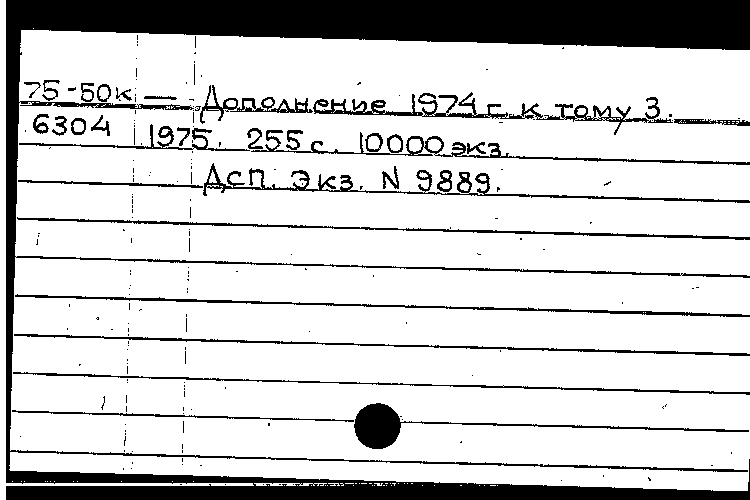 75-50к — Дополнение 1974 г. к тому 3.
6304 1975. 255 с. 10000 экз.
Дсп. Экз. N 9889.